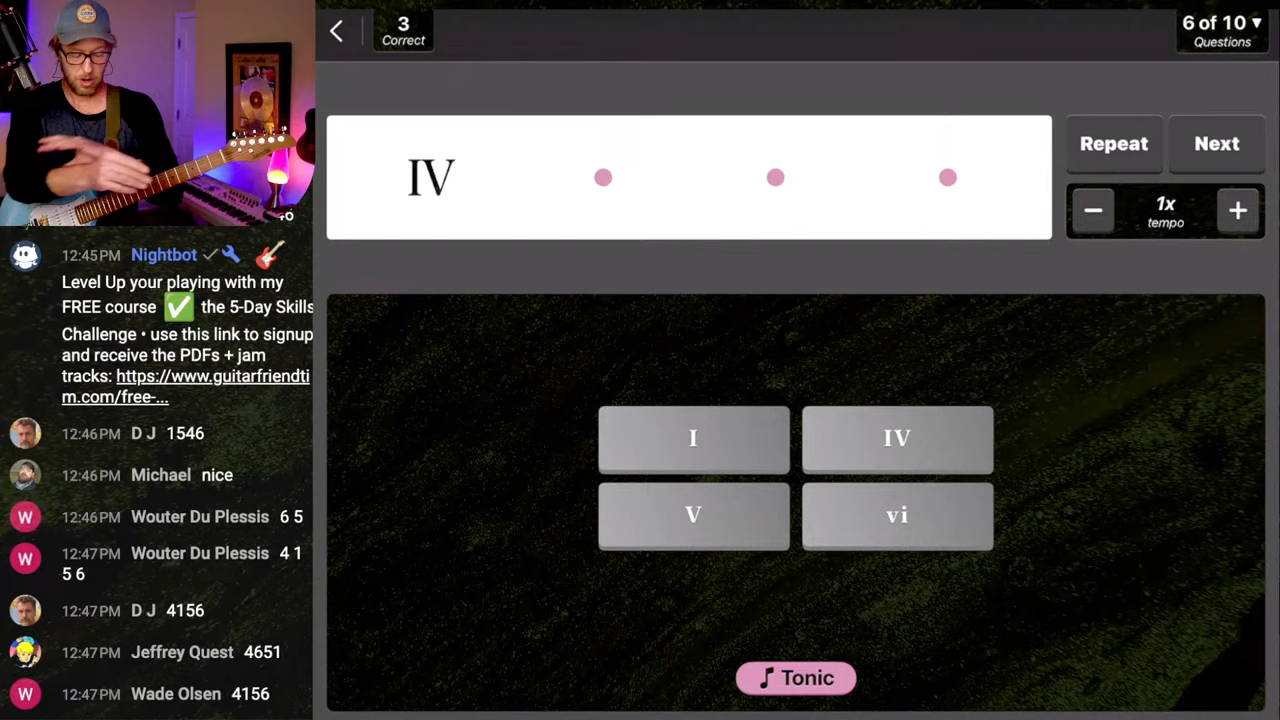 3
Correct
6 of 10 ▼
Questions
IV
Repeat
Next
1x
tempo
I
IV
V
vi
Tonic
12:45PM Nightbot
Level Up your playing with my
FREE course ✅ the 5-Day Skills
Challenge • use this link to signup
and receive the PDFs + jam
tracks: https://www.guitarfriendti
m.com/free-...
12:46PM D J 1546
12:46PM Michael nice
12:46PM Wouter Du Plessis 6 5
12:47PM Wouter Du Plessis 4 1
5 6
12:47PM D J 4156
12:47PM Jeffrey Quest 4651
12:47PM Wade Olsen 4156